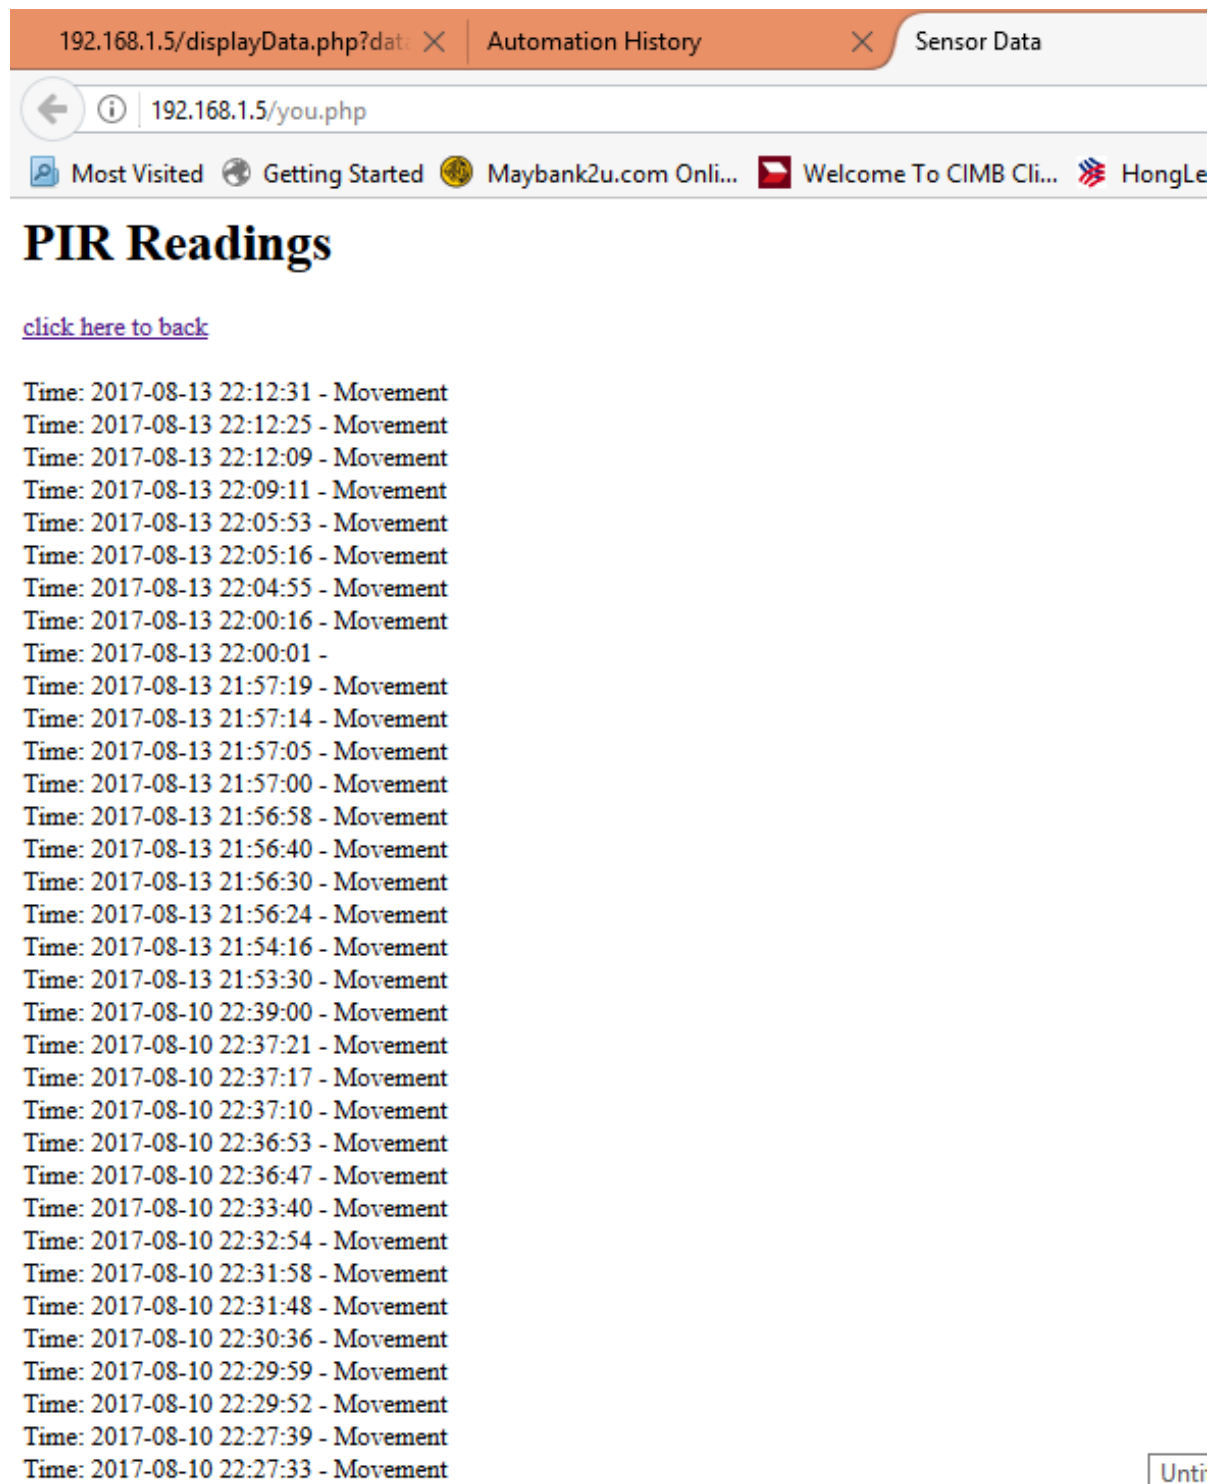 192.168.1.5/displayData.php?dat
Automation History
Sensor Data
192.168.1.5/you.php
Most Visited Getting Started Maybank2u.com Onli... Welcome To CIMB Cli... HongLe
PIR Readings
click here to back
Time: 2017-08-13 22:12:31 - Movement
Time: 2017-08-13 22:12:25 - Movement
Time: 2017-08-13 22:12:09 - Movement
Time: 2017-08-13 22:09:11 - Movement
Time: 2017-08-13 22:05:53 - Movement
Time: 2017-08-13 22:05:16 - Movement
Time: 2017-08-13 22:04:55 - Movement
Time: 2017-08-13 22:00:16 - Movement
Time: 2017-08-13 22:00:01 -
Time: 2017-08-13 21:57:19 - Movement
Time: 2017-08-13 21:57:14 - Movement
Time: 2017-08-13 21:57:05 - Movement
Time: 2017-08-13 21:57:00 - Movement
Time: 2017-08-13 21:56:58 - Movement
Time: 2017-08-13 21:56:40 - Movement
Time: 2017-08-13 21:56:30 - Movement
Time: 2017-08-13 21:56:24 - Movement
Time: 2017-08-13 21:54:16 - Movement
Time: 2017-08-13 21:53:30 - Movement
Time: 2017-08-10 22:39:00 - Movement
Time: 2017-08-10 22:37:21 - Movement
Time: 2017-08-10 22:37:17 - Movement
Time: 2017-08-10 22:37:10 - Movement
Time: 2017-08-10 22:36:53 - Movement
Time: 2017-08-10 22:36:47 - Movement
Time: 2017-08-10 22:33:40 - Movement
Time: 2017-08-10 22:32:54 - Movement
Time: 2017-08-10 22:31:58 - Movement
Time: 2017-08-10 22:31:48 - Movement
Time: 2017-08-10 22:30:36 - Movement
Time: 2017-08-10 22:29:59 - Movement
Time: 2017-08-10 22:29:52 - Movement
Time: 2017-08-10 22:27:39 - Movement
Time: 2017-08-10 22:27:33 - Movement
Unti